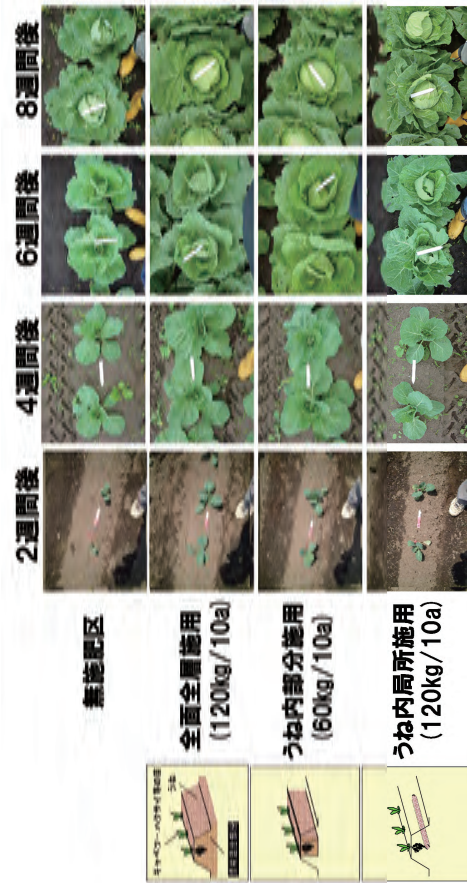 2週間後 4週間後 6週間後 8週間後
無施肥区
全面全層施用
(120kg/10a)
うね内部分施用
(60kg/10a)
うね内局所施用
(120kg/10a)
うね